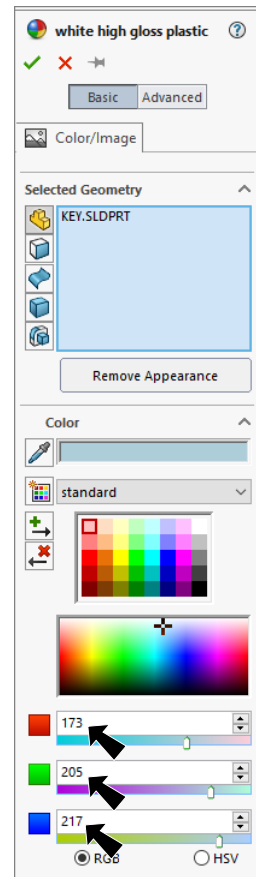 white high gloss plastic
Basic Advanced
Color/Image
Selected Geometry
KEY.SLDPRT
Remove Appearance
Color
standard
173
205
217
RGB HSV